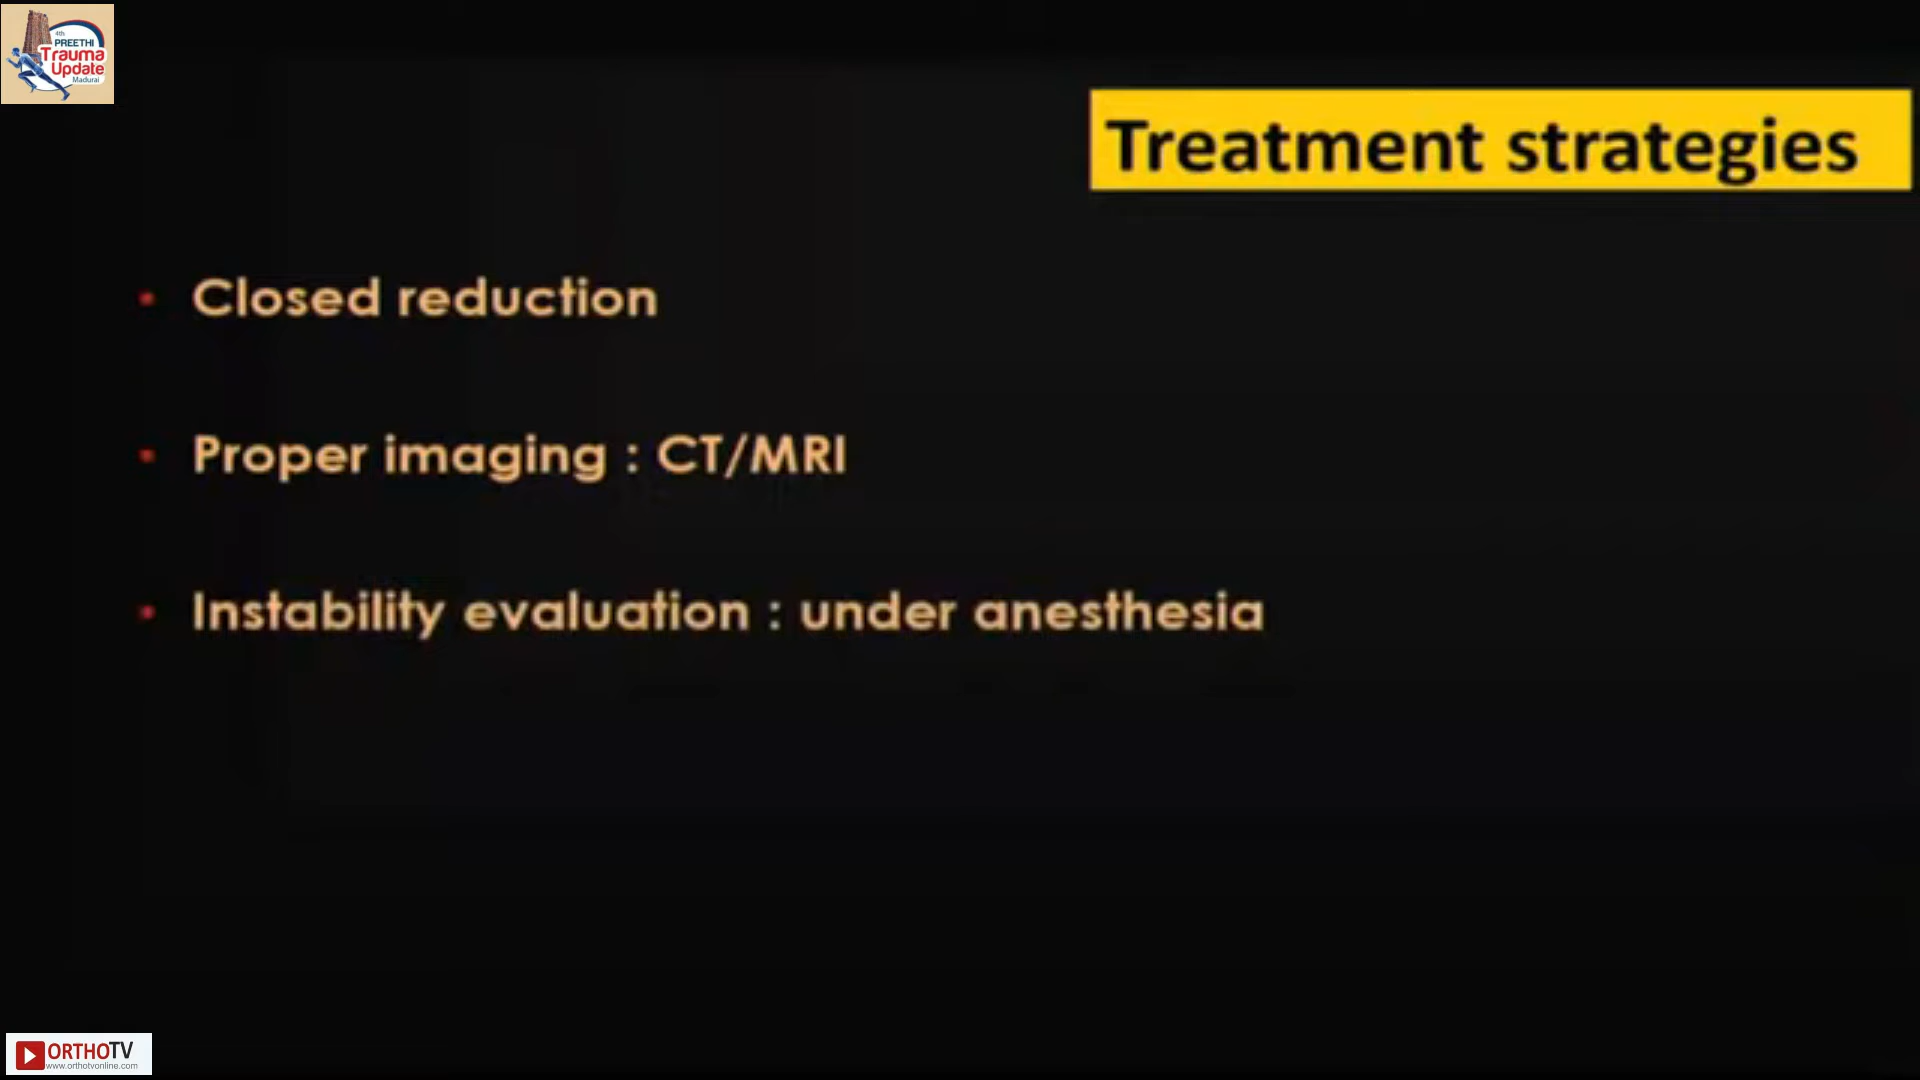 4th
PREETHI
Trauma
Update
Madurai
Treatment strategies
• Closed reduction
• Proper imaging : CT/MRI
• Instability evaluation : under anesthesia
ORTHOTV
www.orthotvonline.com